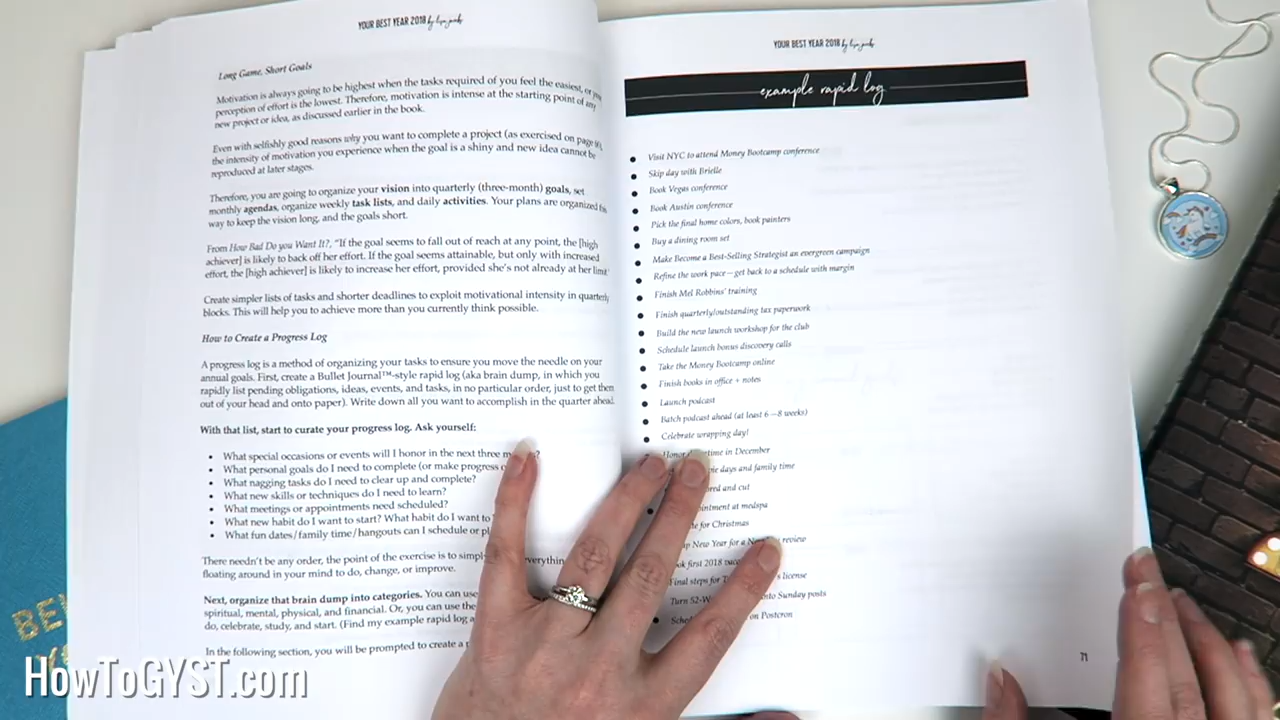 YOUR BEST YEAR 2018 by lisa jacobs
Long Game, Short Goals
Motivation is always going to be highest when the tasks required of you feel the easiest, or you
perception of effort is the lowest. Therefore, motivation is intense at the starting point of any
new project or idea, as discussed earlier in the book.
Even with selfishly good reasons why you want to complete a project (as exercised on page
the intensity of motivation you experience when the goal is a shiny and new idea cannot be
reproduced at later stages.
Therefore, you are going to organize your vision into quarterly (three-month) goals, set
monthly agendas, organize weekly task lists, and daily activities. Your plans are organized
way to keep the vision long, and the goals short.
From How Bad Do you Want It?, "If the goal seems to fall out of reach at any point, the [high
achiever] is likely to back off her effort. If the goal seems attainable, but only with increased
effort, the [high achiever] is likely to increase her effort, provided she's not already at her limit
Create simpler lists of tasks and shorter deadlines to exploit motivational intensity in quarterly
blocks. This will help you to achieve more than you currently think possible.
How to Create a Progress Log
A progress log is a method of organizing your tasks to ensure you move the needle on your
annual goals. First, create a Bullet Journal™-style rapid log (aka brain dump, in which you
rapidly list pending obligations, ideas, events, and tasks, in no particular order, just to get them
out of your head and onto paper). Write down all you want to accomplish in the quarter ahead.
With that list, start to curate your progress log. Ask yourself:
• What special occasions or events will I honor in the next three m ?
• What personal goals do I need to complete (or make progress o
• What nagging tasks do I need to clear up and complete?
• What new skills or techniques do I need to learn?
• What meetings or appointments need scheduled?
• What new habit do I want to start? What habit do I want to
• What fun dates/family time/hangouts can I schedule or pl
There needn't be any order, the point of the exercise is to simpl everythin
floating around in your mind to do, change, or improve.
Next, organize that brain dump into categories. You can use
spiritual, mental, physical, and financial. Or, you can use the
do, celebrate, study, and start. (Find my example rapid log a
In the following section, you will be prompted to create a p
YOUR BEST YEAR 2018 by lisa jacobs
example rapid log
• Visit NYC to attend Money Bootcamp conference
• Skip day with Brielle
• Book Vegas conference
• Book Austin conference
• Pick the final home colors, book painters
• Buy a dining room set
• Make Become a Best-Selling Strategist an evergreen campaign
• Refine the work pace—get back to a schedule with margin
• Finish Mel Robbins' training
• Finish quarterly/outstanding tax paperwork
• Build the new launch workshop for the club
• Schedule launch bonus discovery calls
• Take the Money Bootcamp online
• Finish books in office + notes
• Launch podcast
• Batch podcast ahead (at least 6—8 weeks)
• Celebrate wrapping day!
Honor time in December
days and family time
red and cut
intment at medspa
e for Christmas
p New Year for a review
ook first 2018
Final steps for s license
Turn 52-W nto Sunday posts
• Sched on Postcron
71
BE
HowToGYST.com